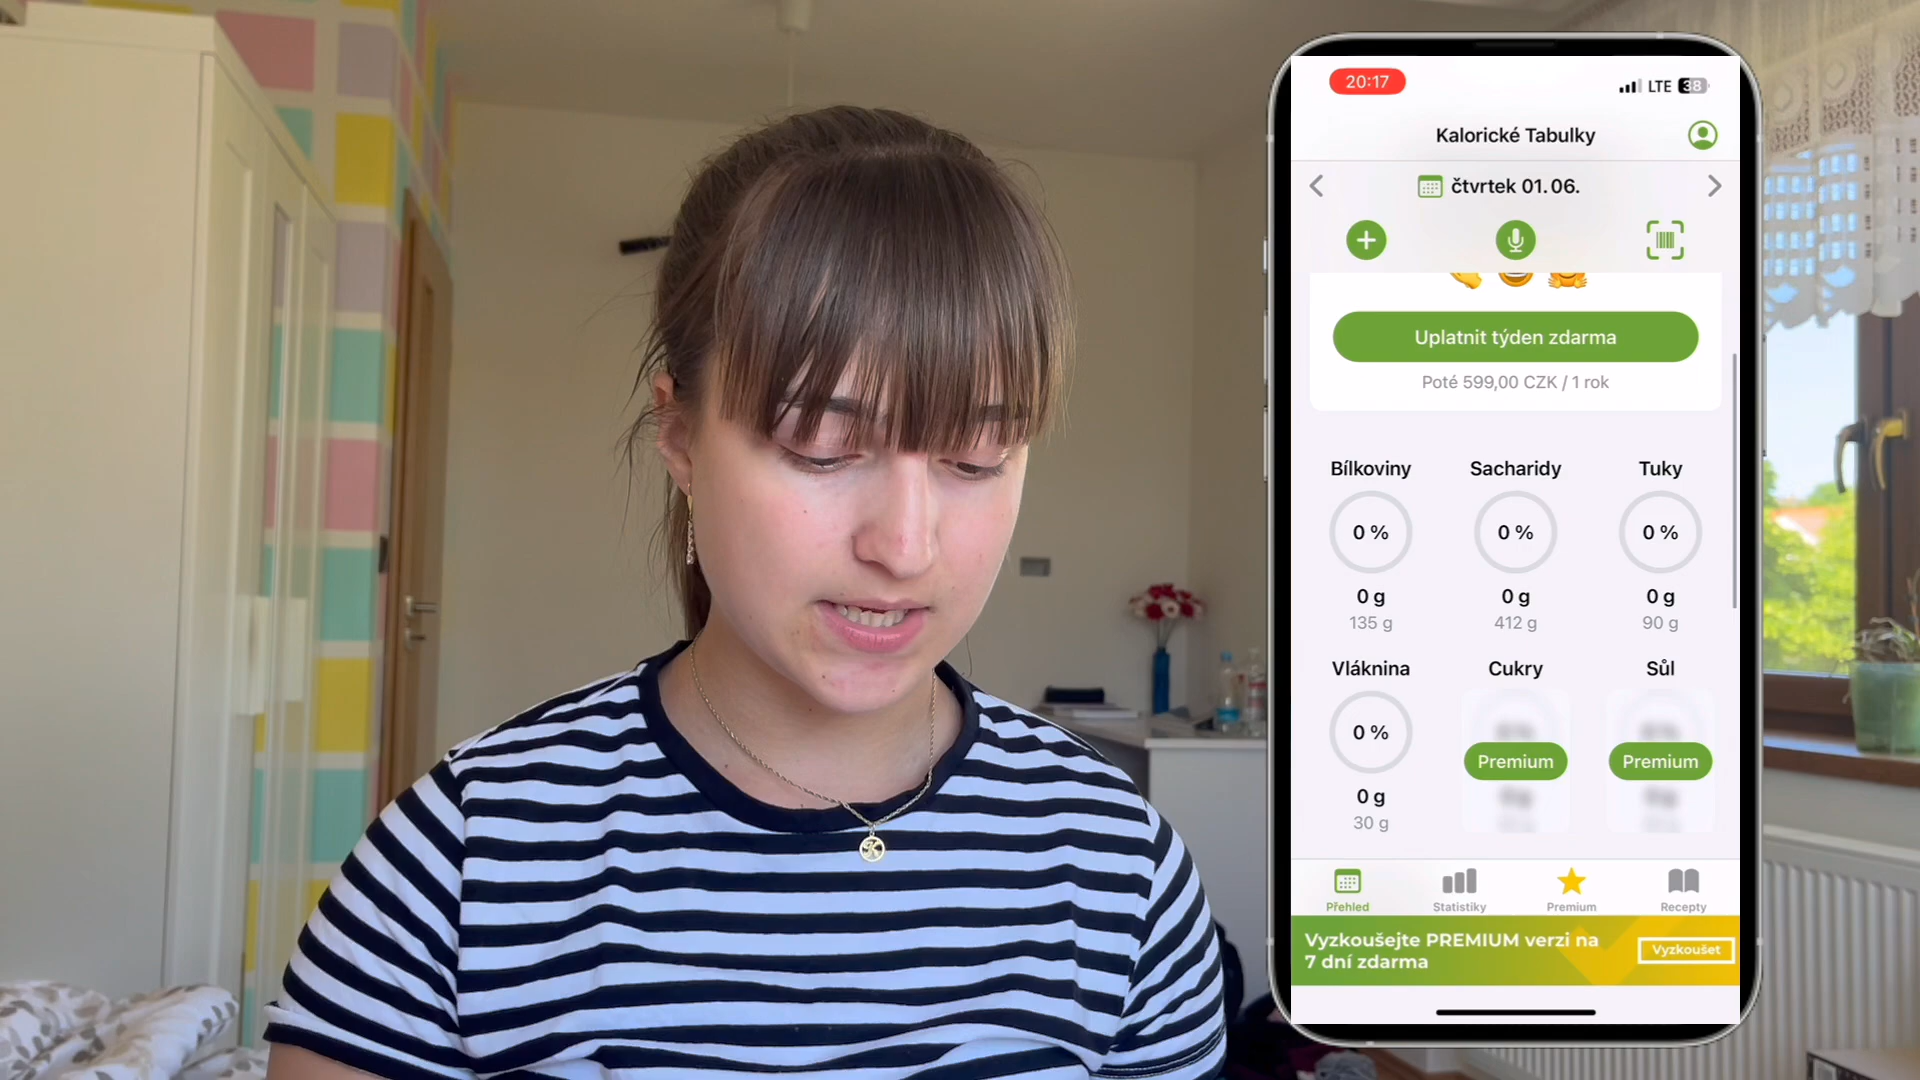 20:17
LTE 38
Kalorické Tabulky
čtvrtek 01.06.
Uplatnit týden zdarma
Poté 599,00 CZK / 1 rok
Bílkoviny Sacharidy Tuky
0 % 0 % 0 %
0 g 0 g 0 g
135 g 412 g 90 g
Vláknina Cukry Sůl
0 %
Premium Premium
0 g
30 g
Přehled Statistiky Premium Recepty
Vyzkoušejte PREMIUM verzi na
7 dní zdarma
Vyzkoušet
K